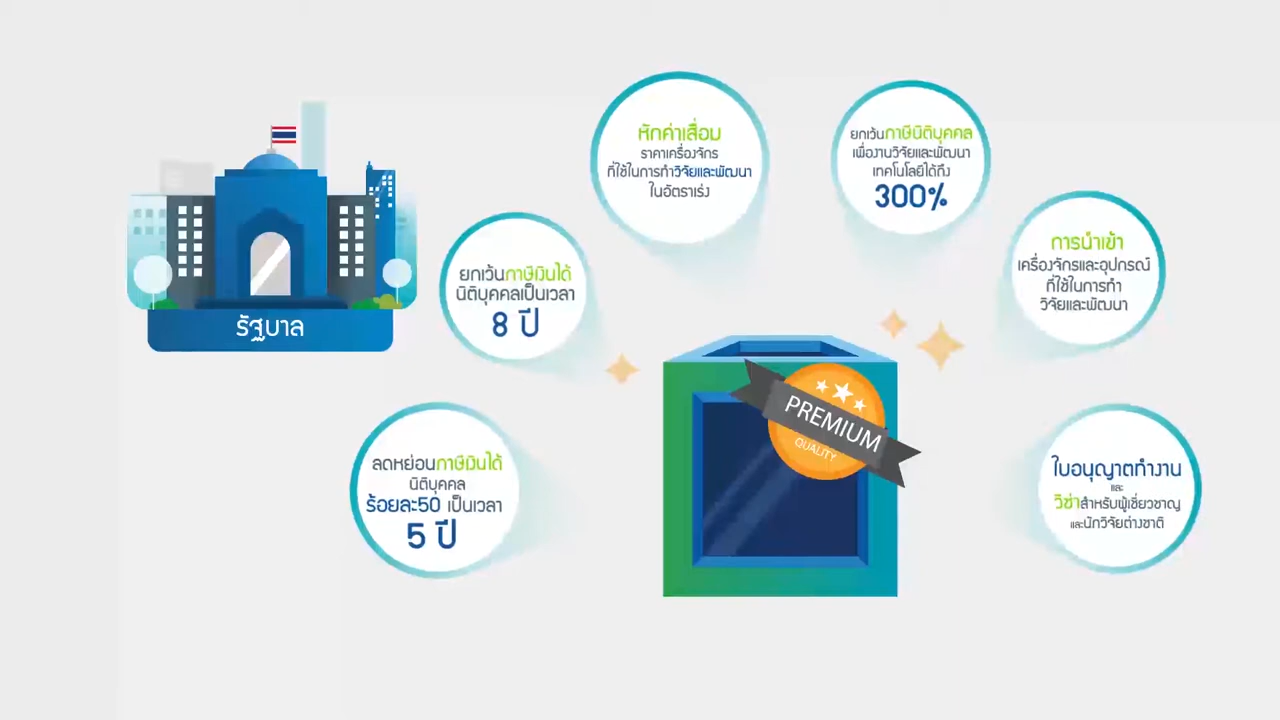 รัฐบาล
ลดหย่อนภาษีเงินได้
นิติบุคคล
ร้อยละ50 เป็นเวลา
5 ปี
ยกเว้นภาษีเงินได้
นิติบุคคลเป็นเวลา
8 ปี
หักค่าเสื่อม
ราคาเครื่องจักร
ที่ใช้ในการทำวิจัยและพัฒนา
ในอัตราเร่ง
ยกเว้นภาษีนิติบุคคล
เพื่องานวิจัยและพัฒนา
เทคโนโลยีได้ถึง
300%
การนำเข้า
เครื่องจักรและอุปกรณ์
ที่ใช้ในการทำ
วิจัยและพัฒนา
ใบอนุญาตทำงาน
และ
วีซ่าสำหรับผู้เชี่ยวชาญ
และนักวิจัยต่างชาติ
PREMIUM
QUALITY